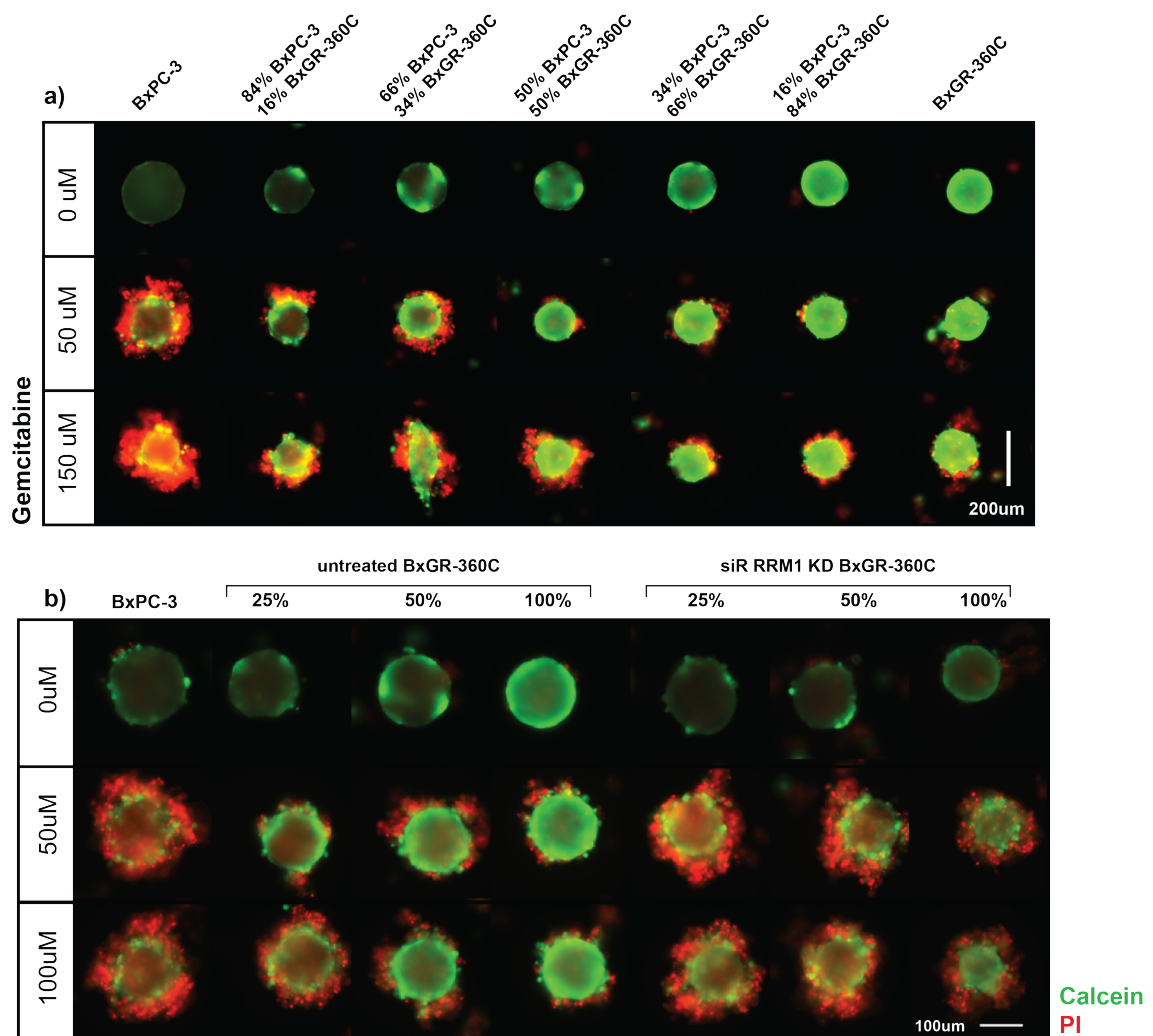 a)
BxPC-3
84% BxPC-3
16% BxGR-360C
66% BxPC-3
34% BxGR-360C
50% BxPC-3
50% BxGR-360C
34% BxPC-3
66% BxGR-360C
16% BxPC-3
84% BxGR-360C
BxGR-360C
Gemcitabine
0 uM
50 uM
150 uM
200um
b)
BxPC-3
untreated BxGR-360C
25% 50% 100%
siR RRM1 KD BxGR-360C
25% 50% 100%
0uM
50uM
100uM
100um
Calcein
PI